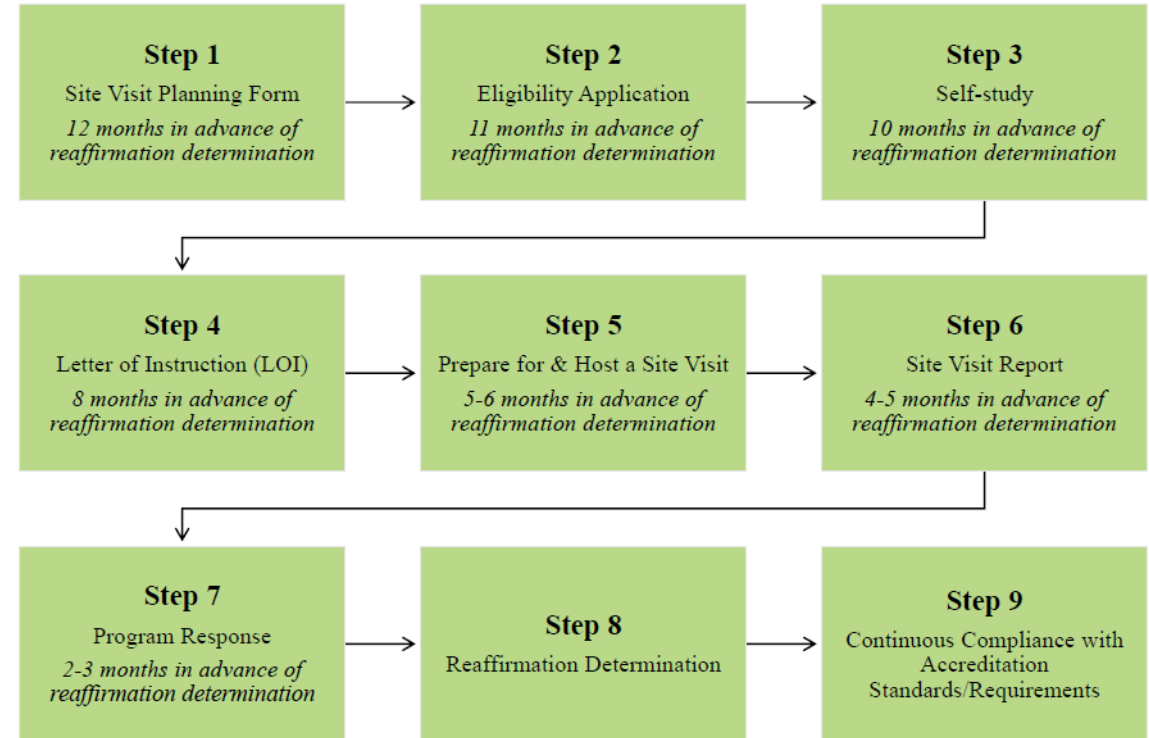 Step 1
Site Visit Planning Form
12 months in advance of
reaffirmation determination
Step 2
Eligibility Application
11 months in advance of
reaffirmation determination
Step 3
Self-study
10 months in advance of
reaffirmation determination
Step 4
Letter of Instruction (LOI)
8 months in advance of
reaffirmation determination
Step 5
Prepare for & Host a Site Visit
5-6 months in advance of
reaffirmation determination
Step 6
Site Visit Report
4-5 months in advance of
reaffirmation determination
Step 7
Program Response
2-3 months in advance of
reaffirmation determination
Step 8
Reaffirmation Determination
Step 9
Continuous Compliance with
Accreditation
Standards/Requirements